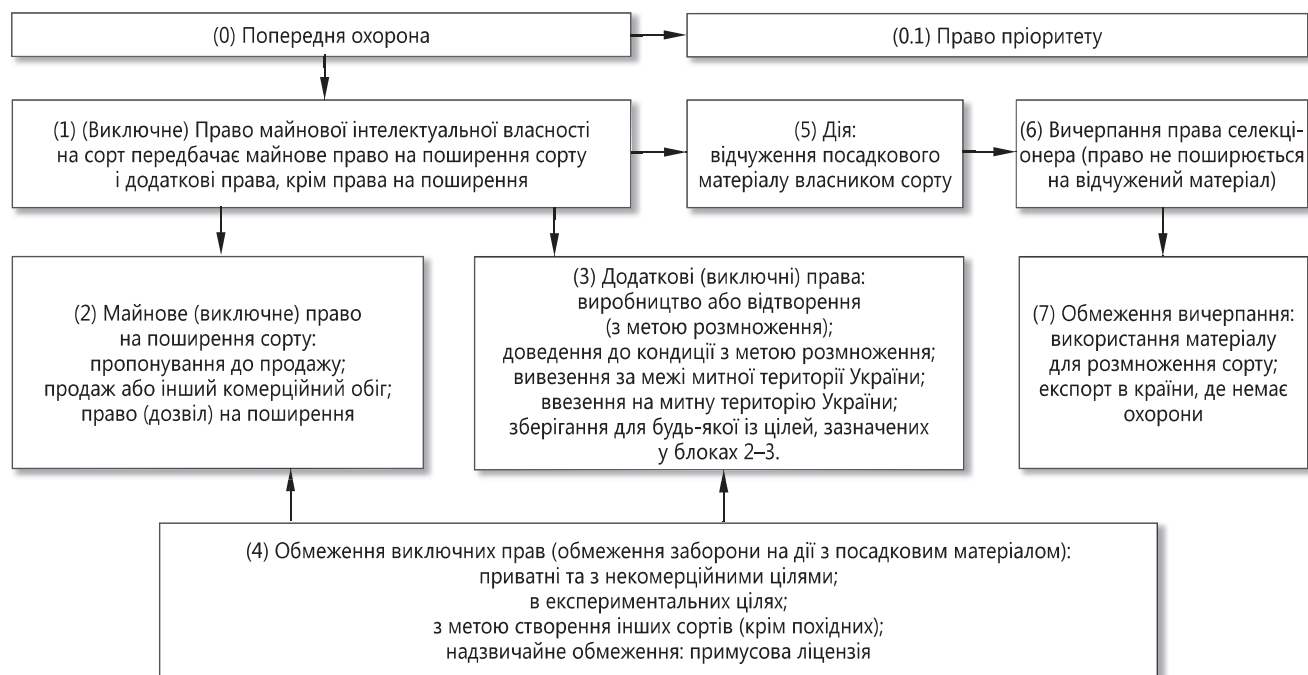 (0) Попередня охорона
(0.1) Право пріоритету
(1) (Виключне) Право майнової інтелектуальної власності
на сорт передбачає майнове право на поширення сорту
і додаткові права, крім права на поширення
(5) Дія:
відчуження посадкового
матеріалу власником сорту
(6) Вичерпання права селекці-
онера (право не поширюється
на відчужений матеріал)
(2) Майнове (виключне) право
на поширення сорту:
пропонування до продажу;
продаж або інший комерційний обіг;
право (дозвіл) на поширення
(3) Додаткові (виключні) права:
виробництво або відтворення
(з метою розмноження);
доведення до кондиції з метою розмноження;
вивезення за межі митної території України;
ввезення на митну територію України;
зберігання для будь-якої із цілей, зазначених
у блоках 2–3.
(7) Обмеження вичерпання:
використання матеріалу
для розмноження сорту;
експорт в країни, де немає
охорони
(4) Обмеження виключних прав (обмеження заборони на дії з посадковим матеріалом):
приватні та з некомерційними цілями;
в експериментальних цілях;
з метою створення інших сортів (крім похідних);
надзвичайне обмеження: примусова ліцензія